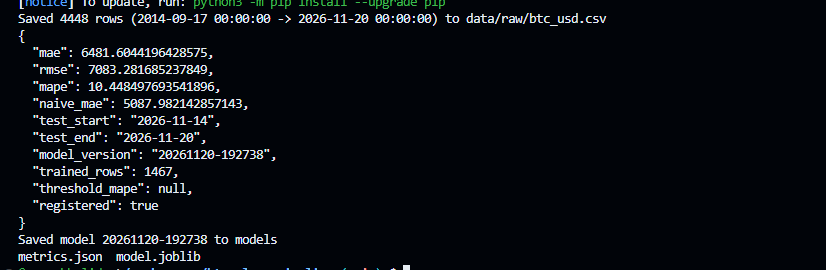 [notice] To update, run: python3 -m pip install --upgrade pip
Saved 4448 rows (2014-09-17 00:00:00 -> 2026-11-20 00:00:00) to data/raw/btc_usd.csv
{
  "mae": 6481.6044196428575,
  "rmse": 7083.281685237849,
  "mape": 10.448497693541896,
  "naive_mae": 5087.982142857143,
  "test_start": "2026-11-14",
  "test_end": "2026-11-20",
  "model_version": "20261120-192738",
  "trained_rows": 1467,
  "threshold_mape": null,
  "registered": true
}
Saved model 20261120-192738 to models
metrics.json  model.joblib